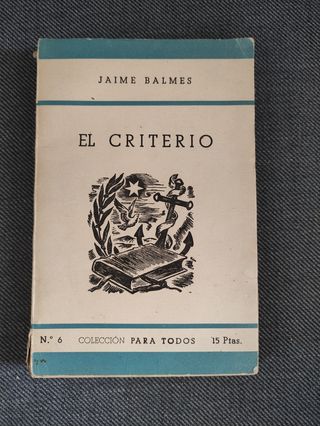 JAIME BALMES
EL CRITERIO
N.º 6 COLECCIÓN PARA TODOS 15 Ptas.